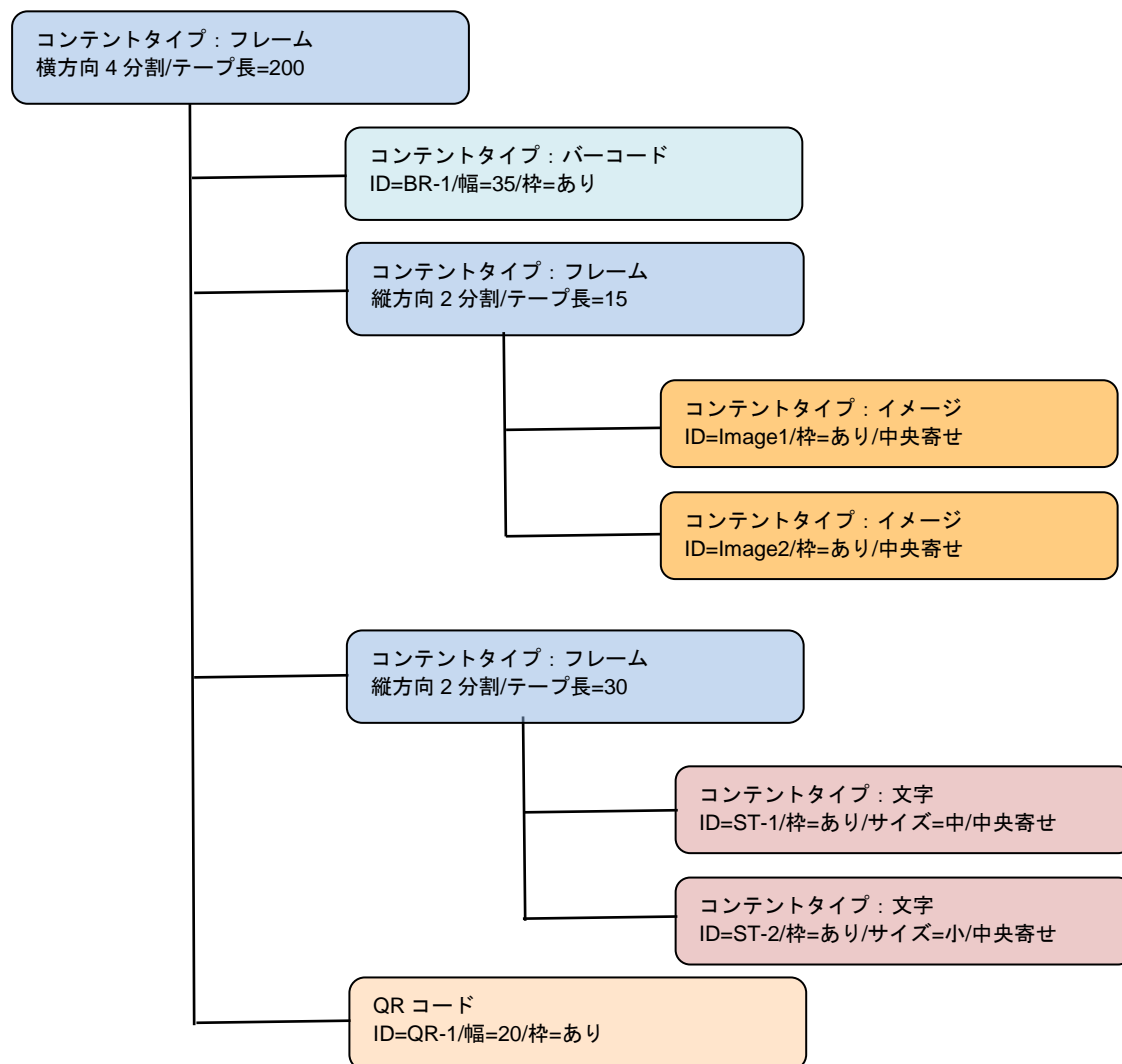 コンテントタイプ：フレーム
横方向 4 分割/テープ長=200
コンテントタイプ：バーコード
ID=BR-1/幅=35/枠=あり
コンテントタイプ：フレーム
縦方向 2 分割/テープ長=15
コンテントタイプ：イメージ
ID=Image1/枠=あり/中央寄せ
コンテントタイプ：イメージ
ID=Image2/枠=あり/中央寄せ
コンテントタイプ：フレーム
縦方向 2 分割/テープ長=30
コンテントタイプ：文字
ID=ST-1/枠=あり/サイズ=中/中央寄せ
コンテントタイプ：文字
ID=ST-2/枠=あり/サイズ=小/中央寄せ
QR コード
ID=QR-1/幅=20/枠=あり